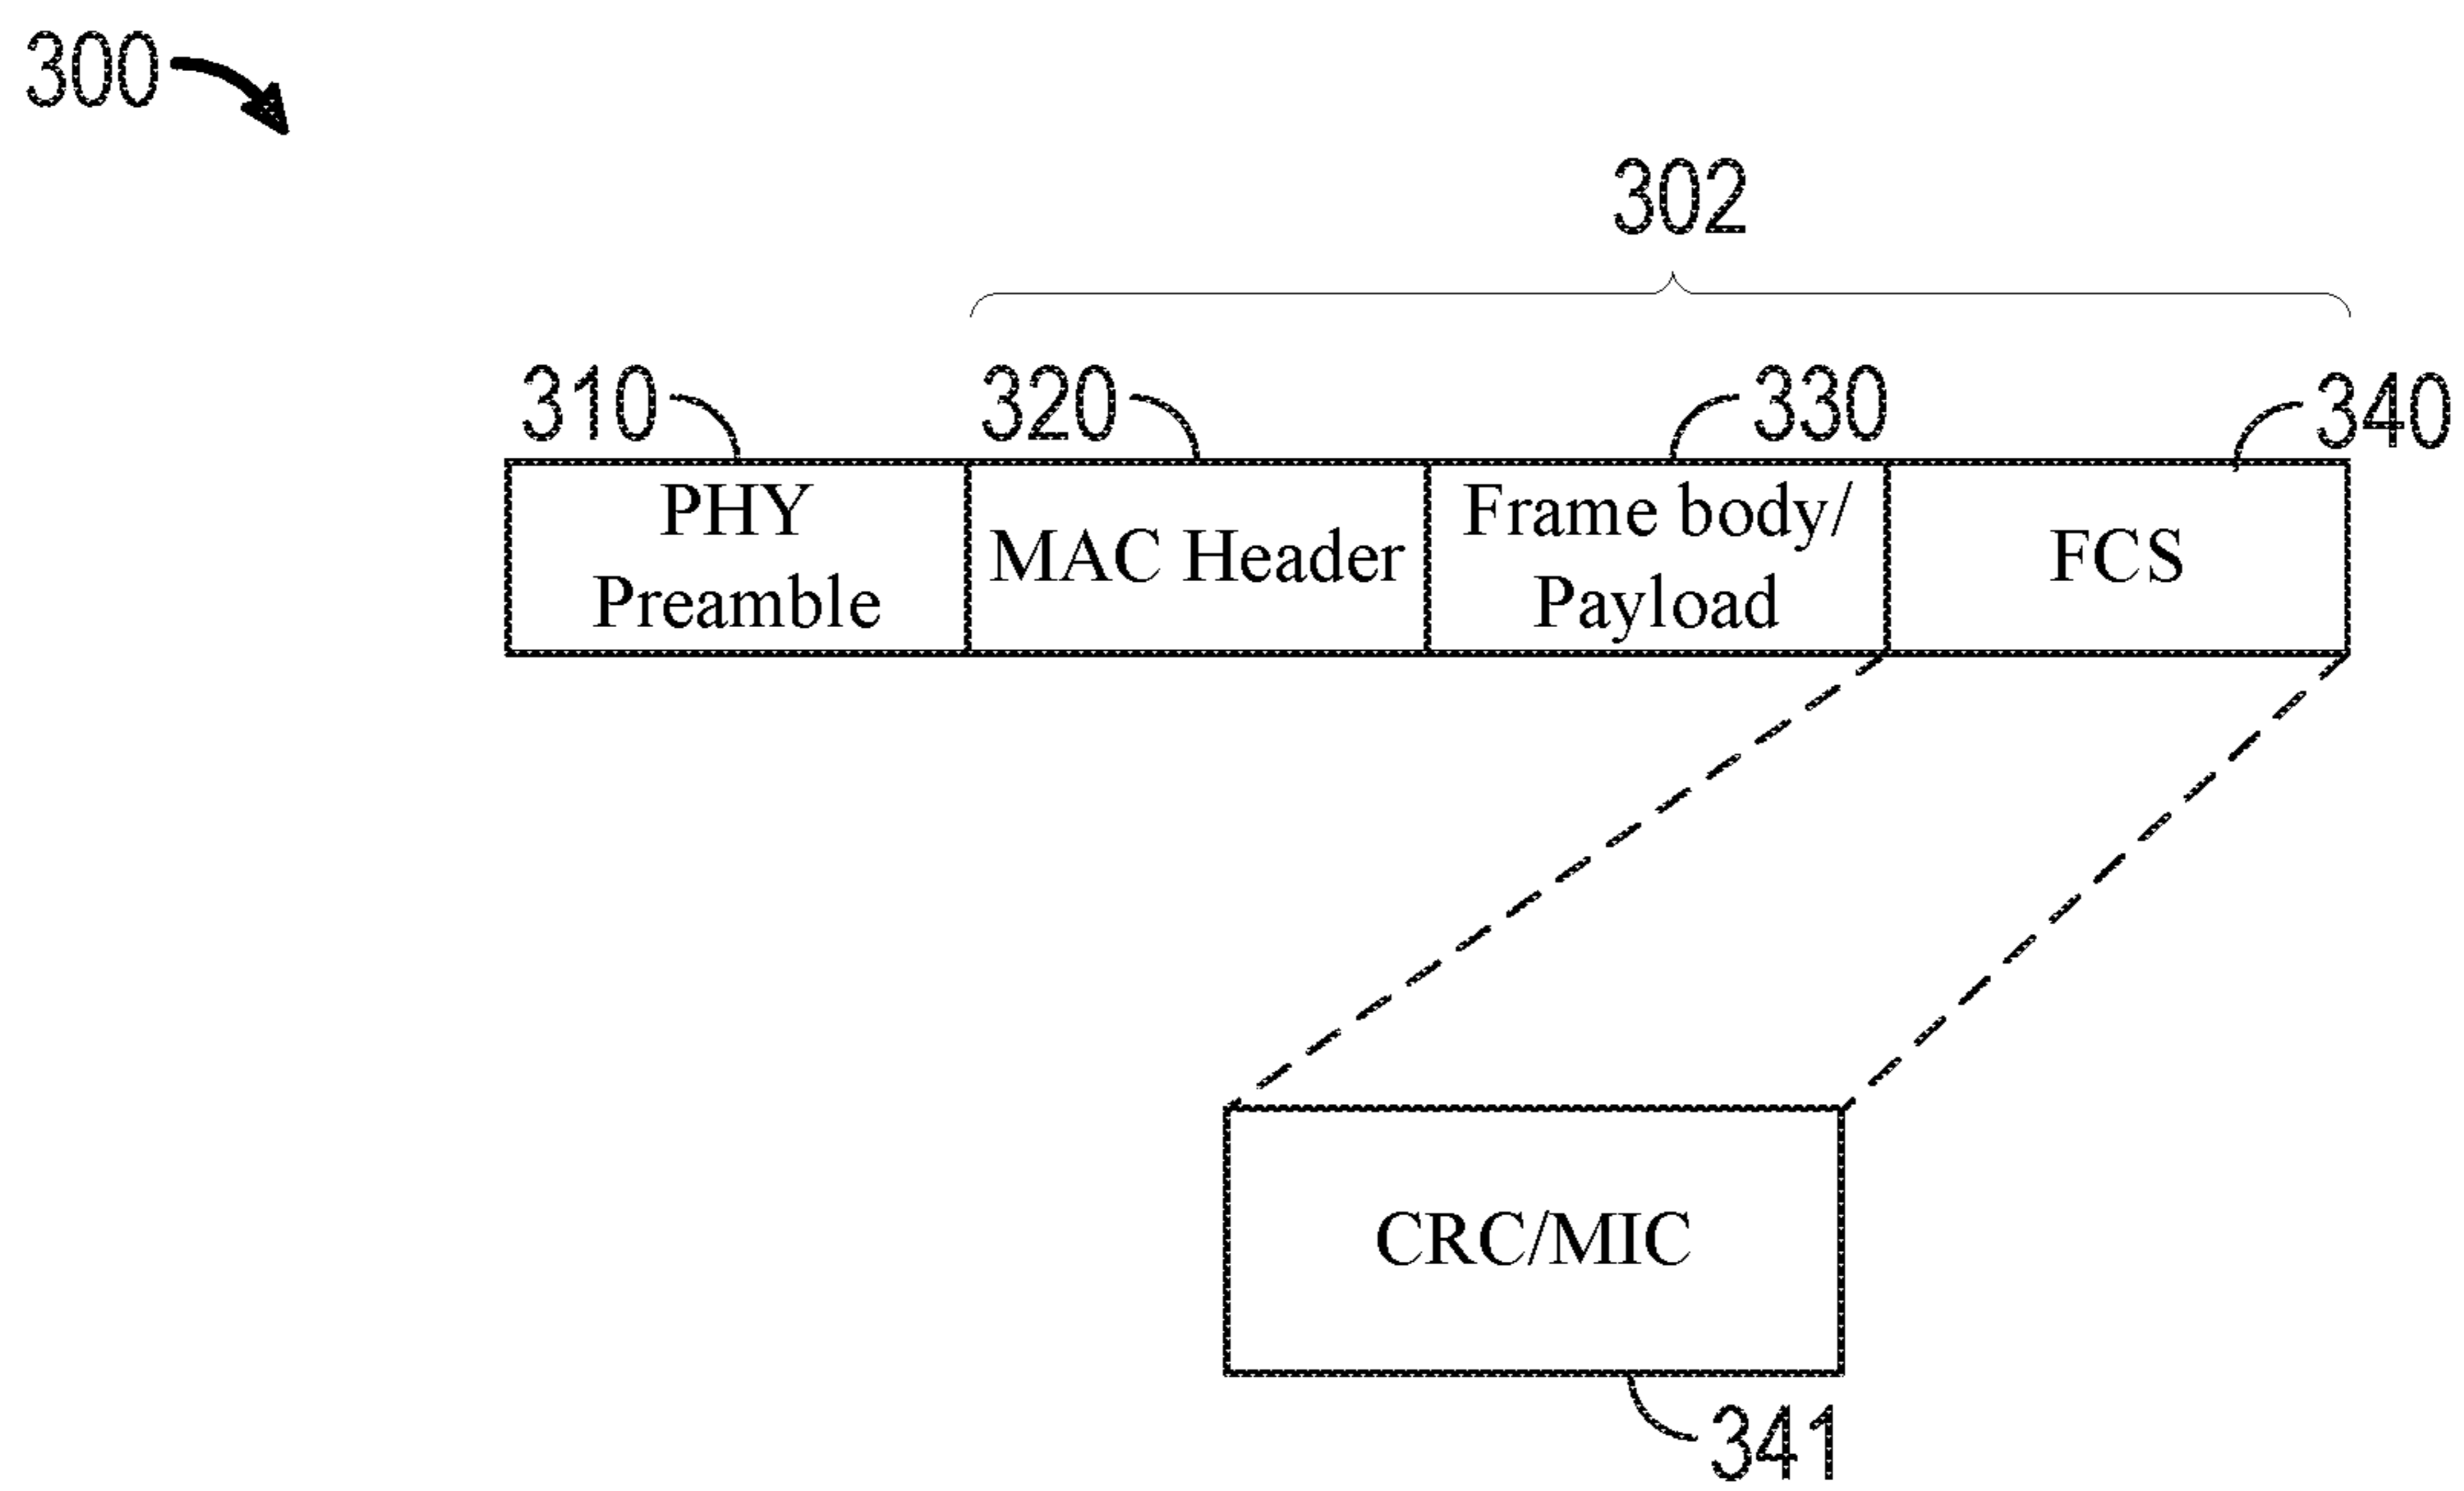 300
302
310
320
330
340
PHY
Preamble
MAC Header
Frame body/
Payload
FCS
CRC/MIC
341